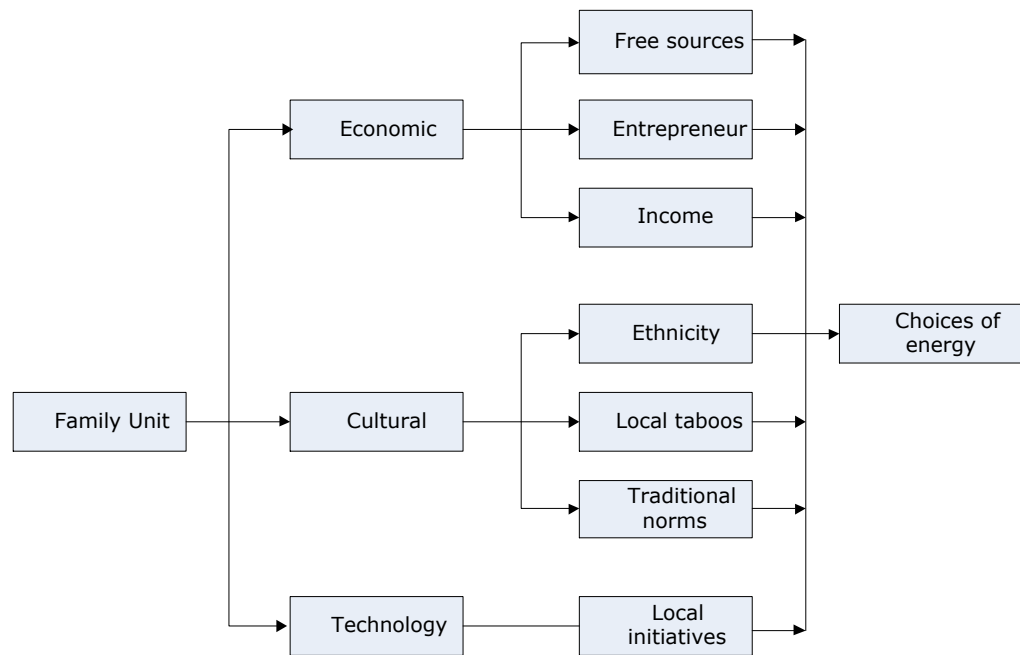 Free sources
Economic
Entrepreneur
Income
Ethnicity
Choices of
energy
Family Unit
Cultural
Local taboos
Traditional
norms
Technology
Local
initiatives